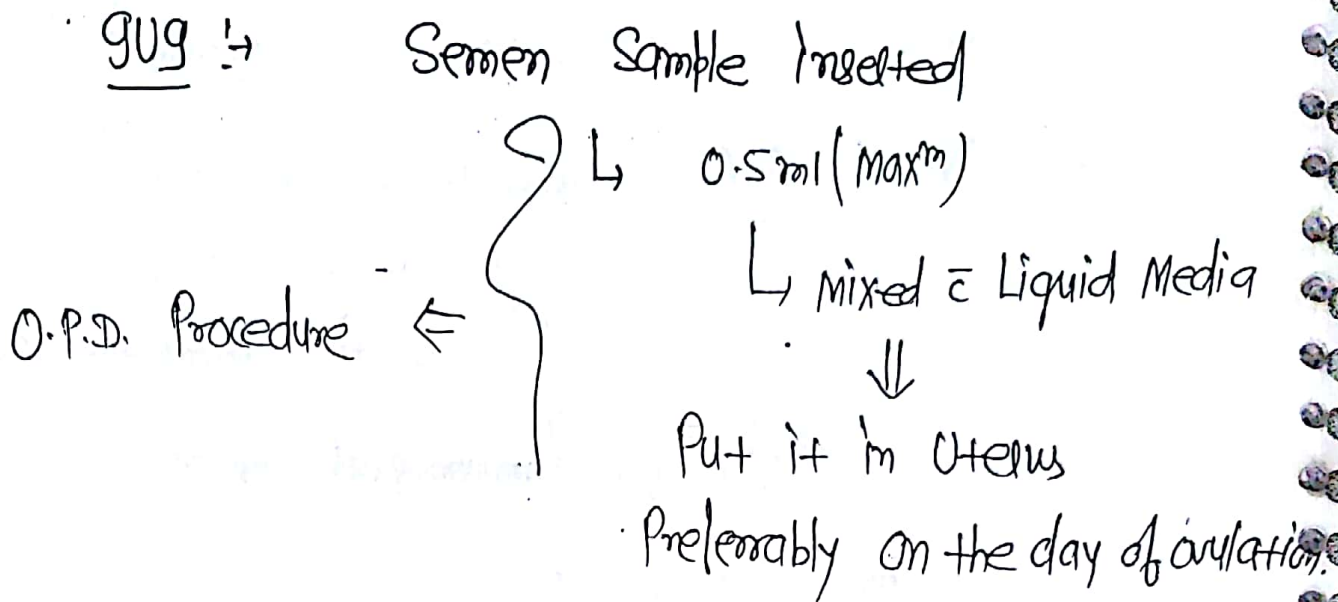 IUI :→ Semen Sample Inserted
↳ 0.5ml (Maxᵐ)
↳ mixed c̄ Liquid Media
⇓
O.P.D. Procedure ⇐
Put it in Uterus
Preferrably on the day of ovulation.